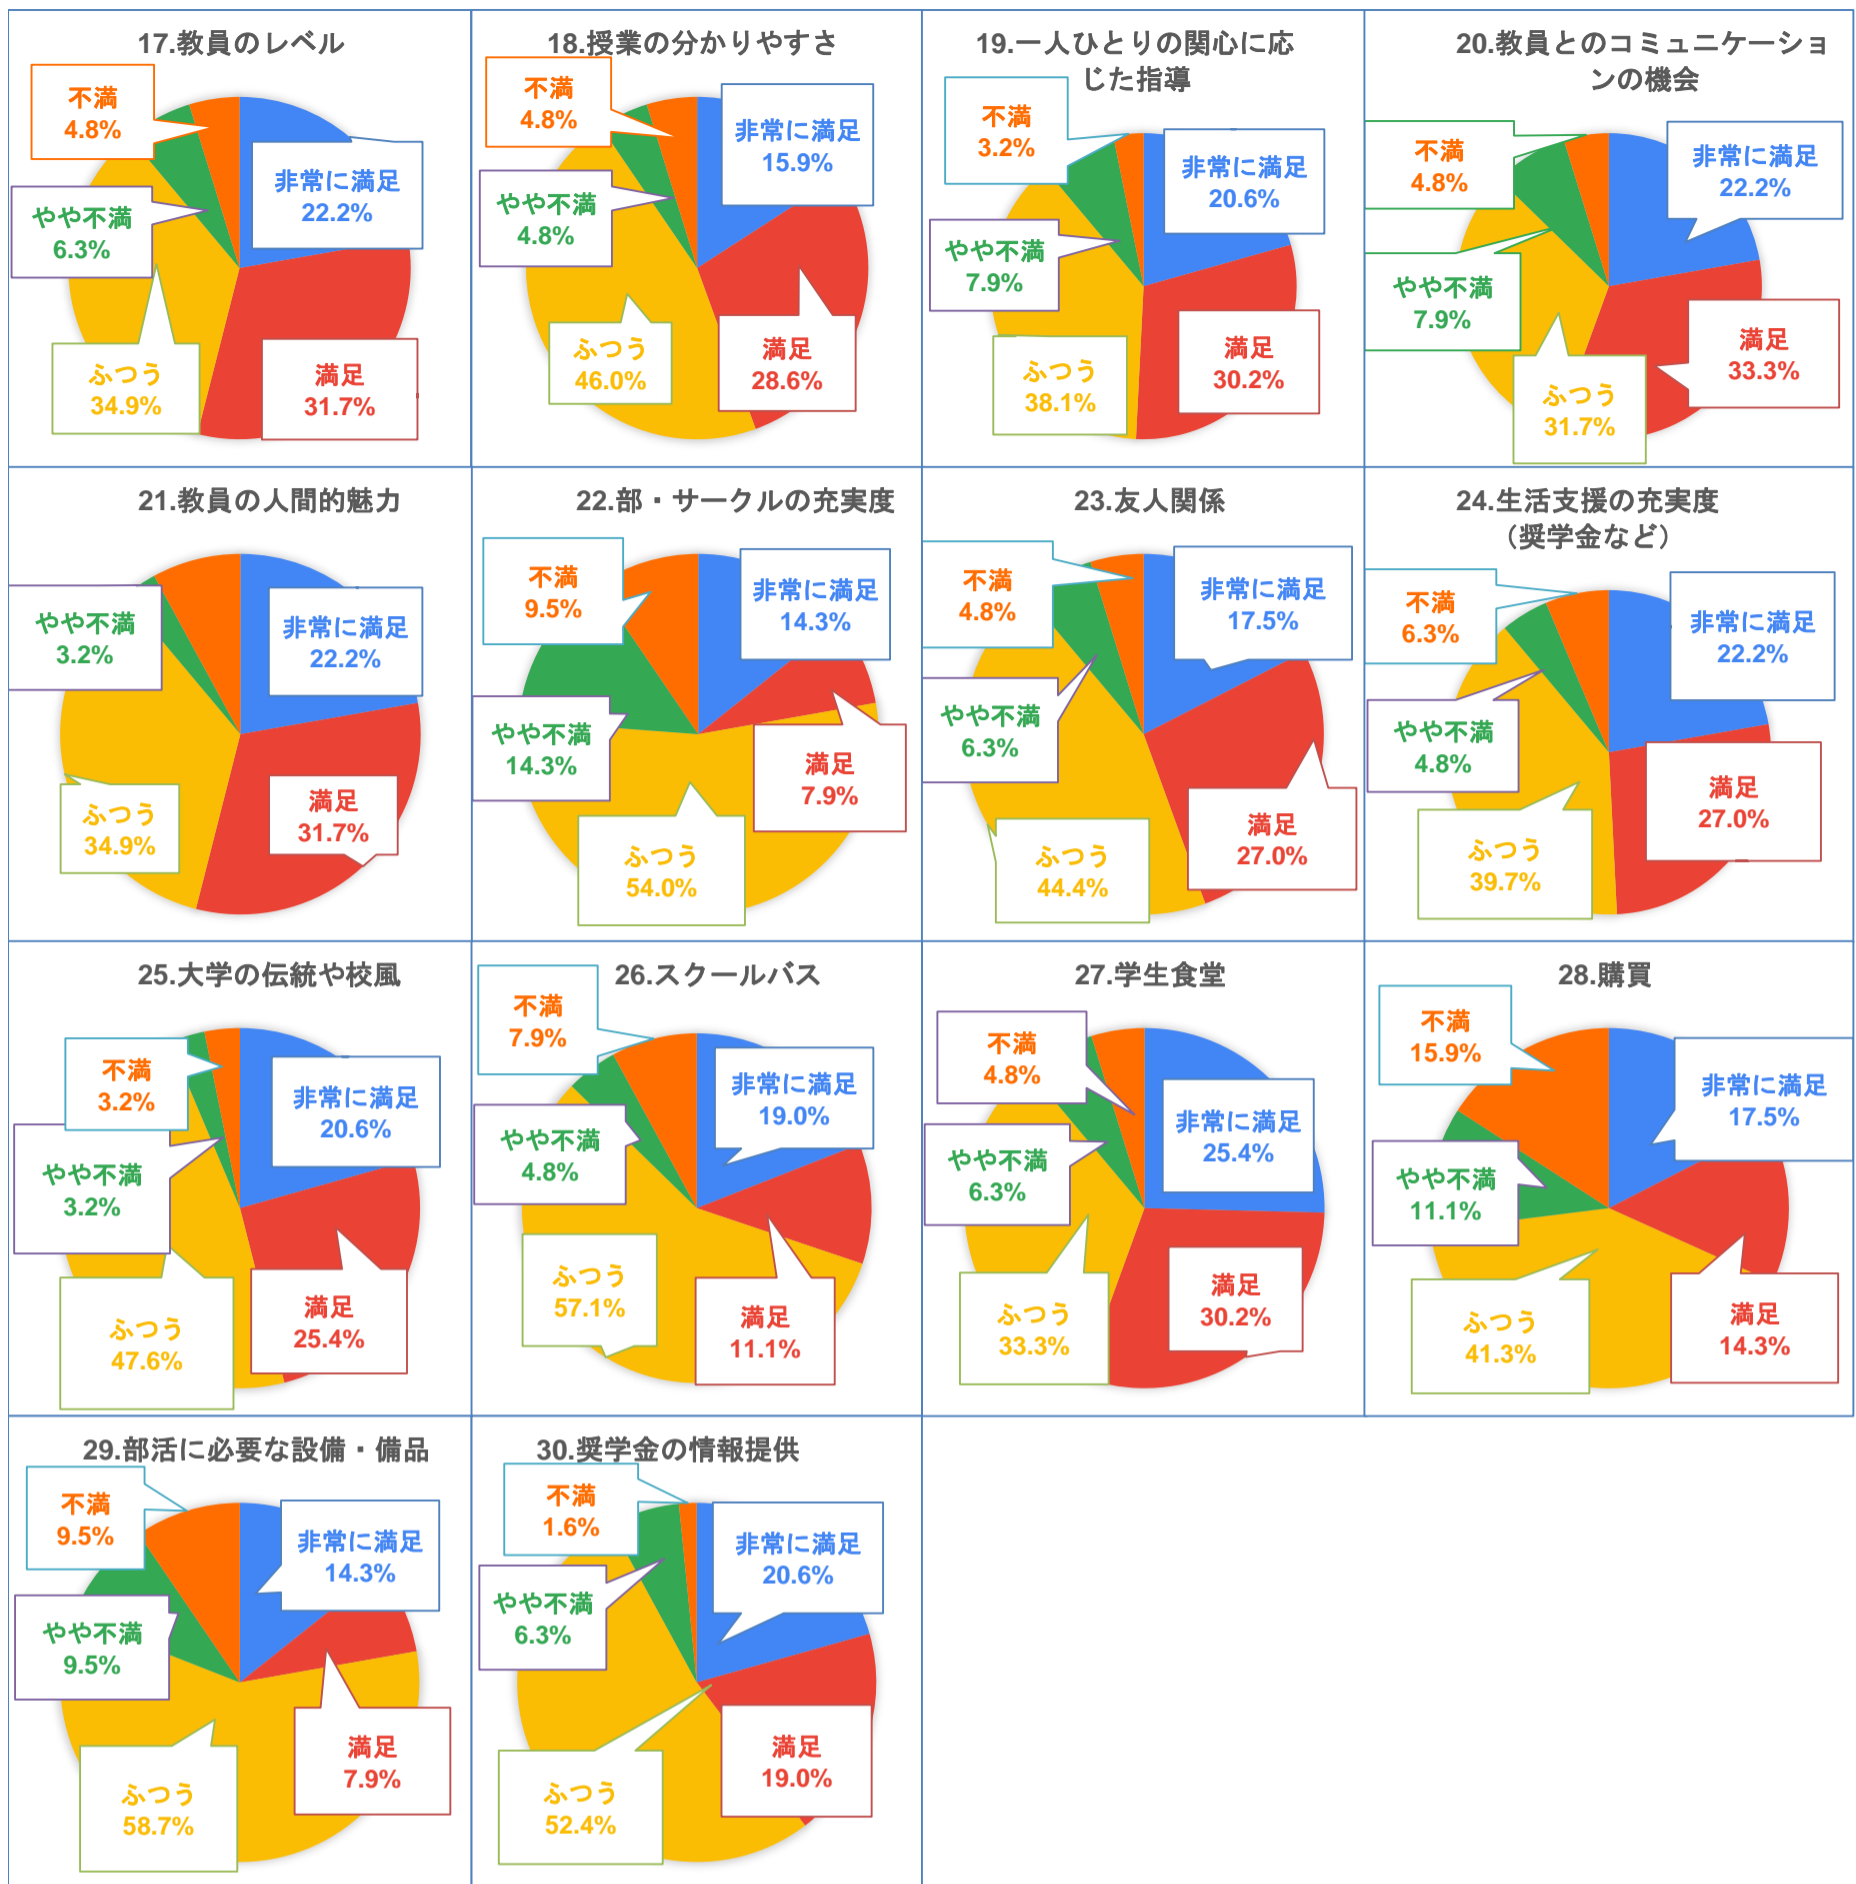 17.教員のレベル
不満
4.8%
非常に満足
22.2%
やや不満
6.3%
ふつう
34.9%
満足
31.7%
18.授業の分かりやすさ
不満
4.8%
非常に満足
15.9%
やや不満
4.8%
ふつう
46.0%
満足
28.6%
19.一人ひとりの関心に応
じた指導
不満
3.2%
非常に満足
20.6%
やや不満
7.9%
ふつう
38.1%
満足
30.2%
20.教員とのコミュニケーショ
ンの機会
不満
4.8%
非常に満足
22.2%
やや不満
7.9%
ふつう
31.7%
満足
33.3%
21.教員の人間的魅力
やや不満
3.2%
非常に満足
22.2%
ふつう
34.9%
満足
31.7%
22.部・サークルの充実度
不満
9.5%
非常に満足
14.3%
やや不満
14.3%
満足
7.9%
ふつう
54.0%
23.友人関係
不満
4.8%
非常に満足
17.5%
やや不満
6.3%
満足
27.0%
ふつう
44.4%
24.生活支援の充実度
（奨学金など）
不満
6.3%
非常に満足
22.2%
やや不満
4.8%
満足
27.0%
ふつう
39.7%
25.大学の伝統や校風
不満
3.2%
非常に満足
20.6%
やや不満
3.2%
満足
25.4%
ふつう
47.6%
26.スクールバス
不満
7.9%
非常に満足
19.0%
やや不満
4.8%
ふつう
57.1%
満足
11.1%
27.学生食堂
不満
4.8%
非常に満足
25.4%
やや不満
6.3%
満足
30.2%
ふつう
33.3%
28.購買
不満
15.9%
非常に満足
17.5%
やや不満
11.1%
満足
14.3%
ふつう
41.3%
29.部活に必要な設備・備品
不満
9.5%
非常に満足
14.3%
やや不満
9.5%
満足
7.9%
ふつう
58.7%
30.奨学金の情報提供
不満
1.6%
非常に満足
20.6%
やや不満
6.3%
満足
19.0%
ふつう
52.4%